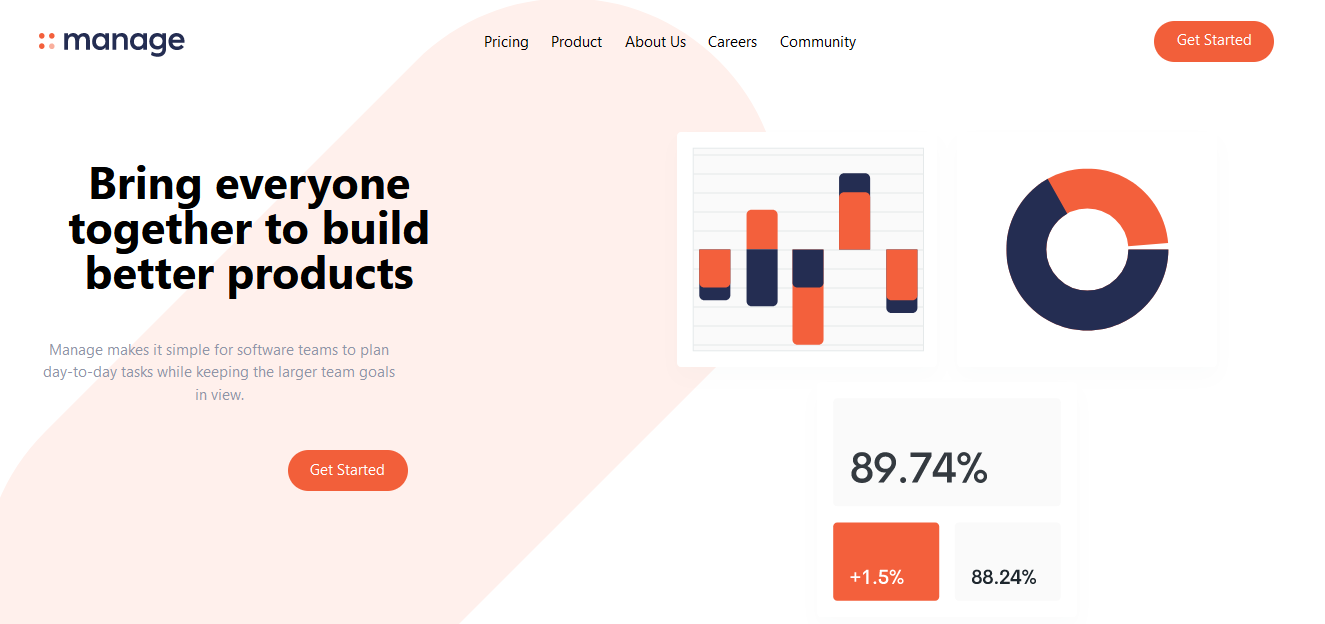 manage
Pricing Product About Us Careers Community
Get Started
Bring everyone
together to build
better products
Manage makes it simple for software teams to plan
day-to-day tasks while keeping the larger team goals
in view.
Get Started
89.74%
+1.5%
88.24%